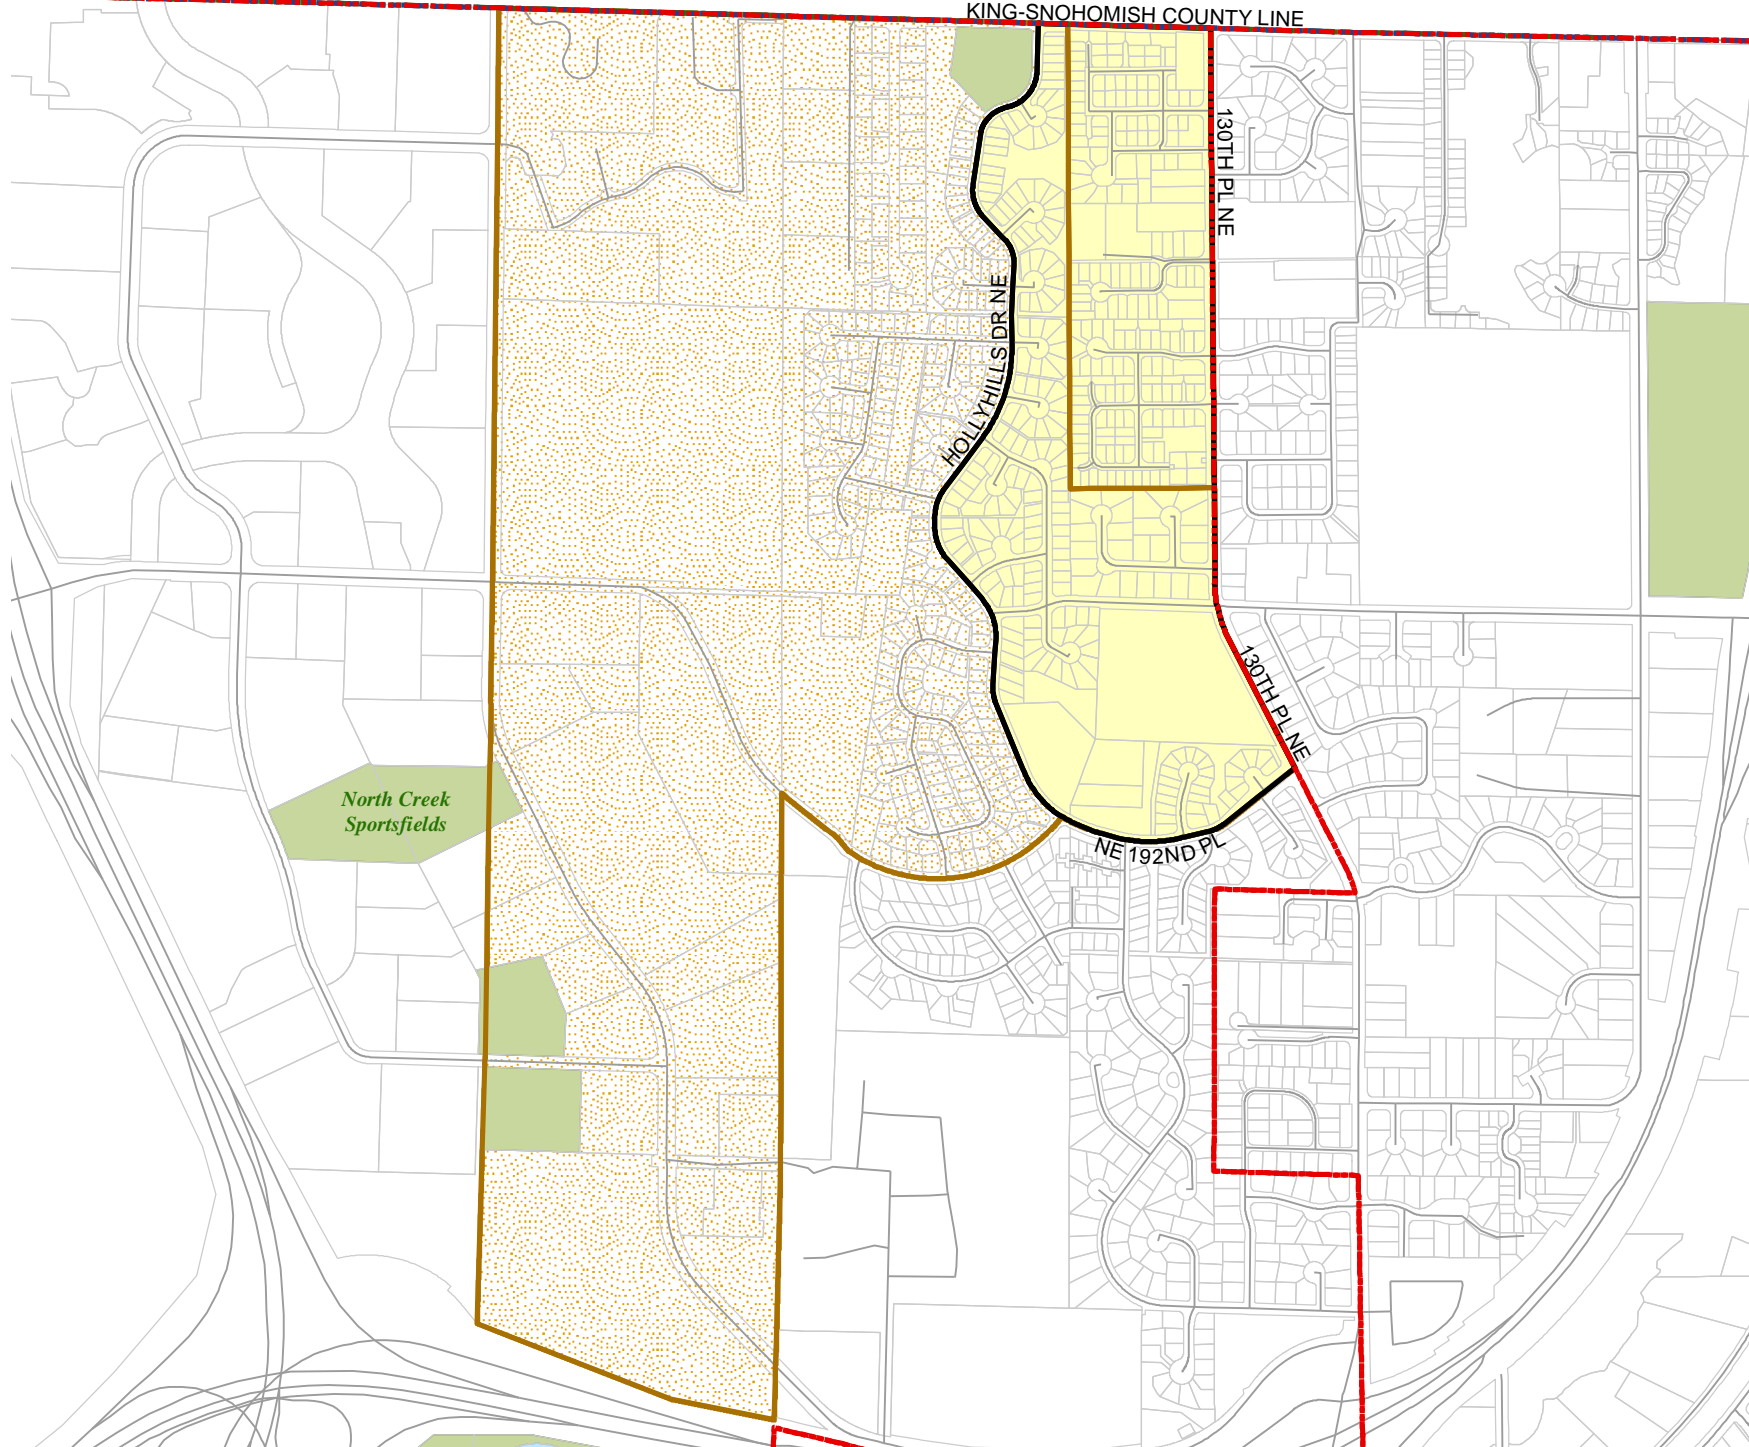 KING-SNOHOMISH COUNTY LINE
130TH PL NE
HOLLYHILLS DR NE
130TH PL NE
North Creek
Sportsfields
NE 192ND PL